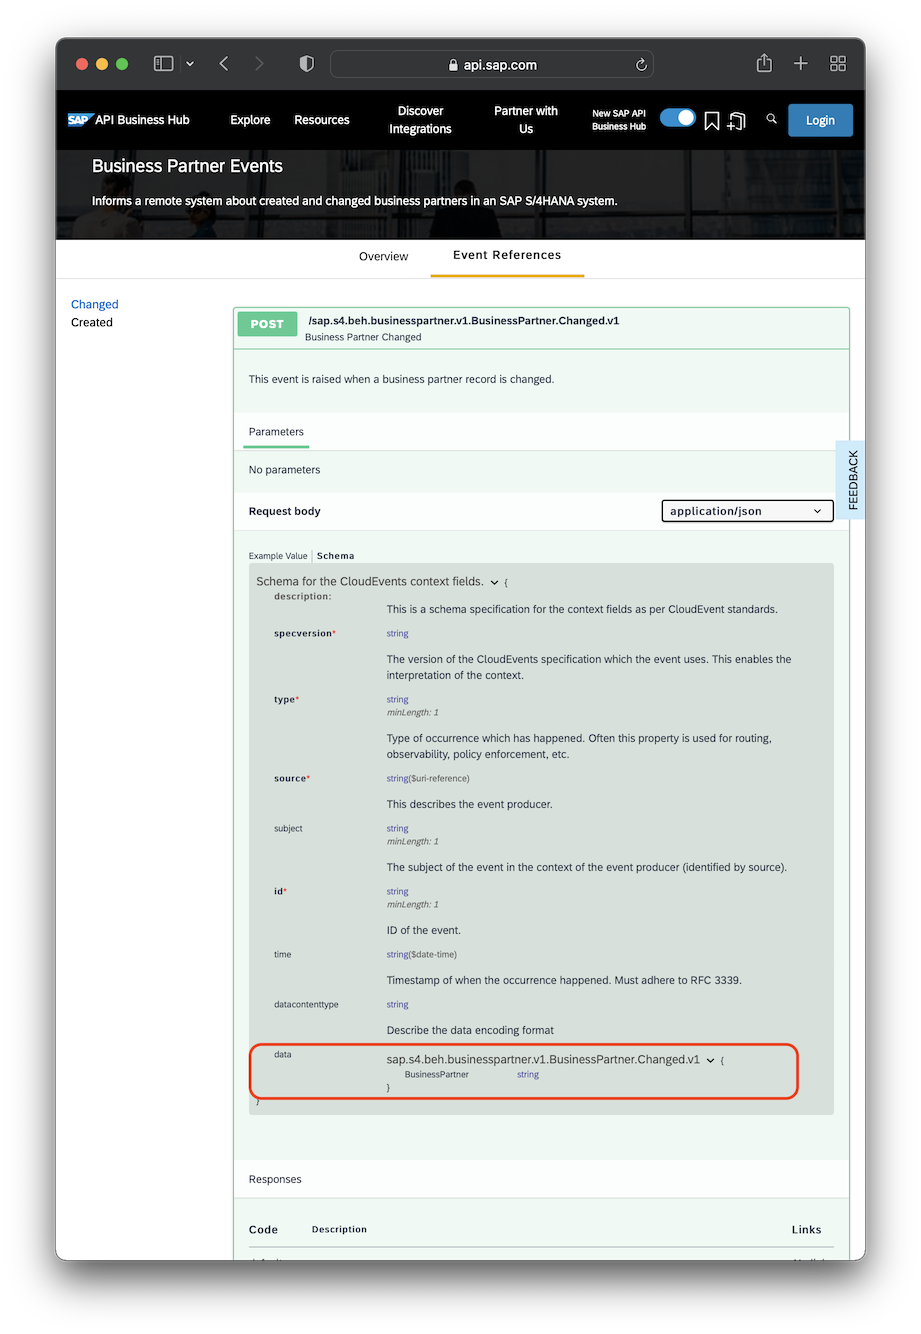 api.sap.com
SAP API Business Hub
Explore
Resources
Discover
Integrations
Partner with
Us
New SAP API
Business Hub
Login
Business Partner Events
Informs a remote system about created and changed business partners in an SAP S/4HANA system.
Overview
Event References
Changed
Created
POST /sap.s4.beh.businesspartner.v1.BusinessPartner.Changed.v1
Business Partner Changed
This event is raised when a business partner record is changed.
Parameters
No parameters
FEEDBACK
Request body
application/json
Example Value | Schema
Schema for the CloudEvents context fields. {
description:
This is a schema specification for the context fields as per CloudEvent standards.
specversion* string
The version of the CloudEvents specification which the event uses. This enables the
interpretation of the context.
type* string
minLength: 1
Type of occurrence which has happened. Often this property is used for routing,
observability, policy enforcement, etc.
source* string($uri-reference)
This describes the event producer.
subject string
minLength: 1
The subject of the event in the context of the event producer (identified by source).
id* string
minLength: 1
ID of the event.
time string($date-time)
Timestamp of when the occurrence happened. Must adhere to RFC 3339.
datacontenttype string
Describe the data encoding format
data sap.s4.beh.businesspartner.v1.BusinessPartner.Changed.v1 {
BusinessPartner string
}
}
Responses
Code Description Links